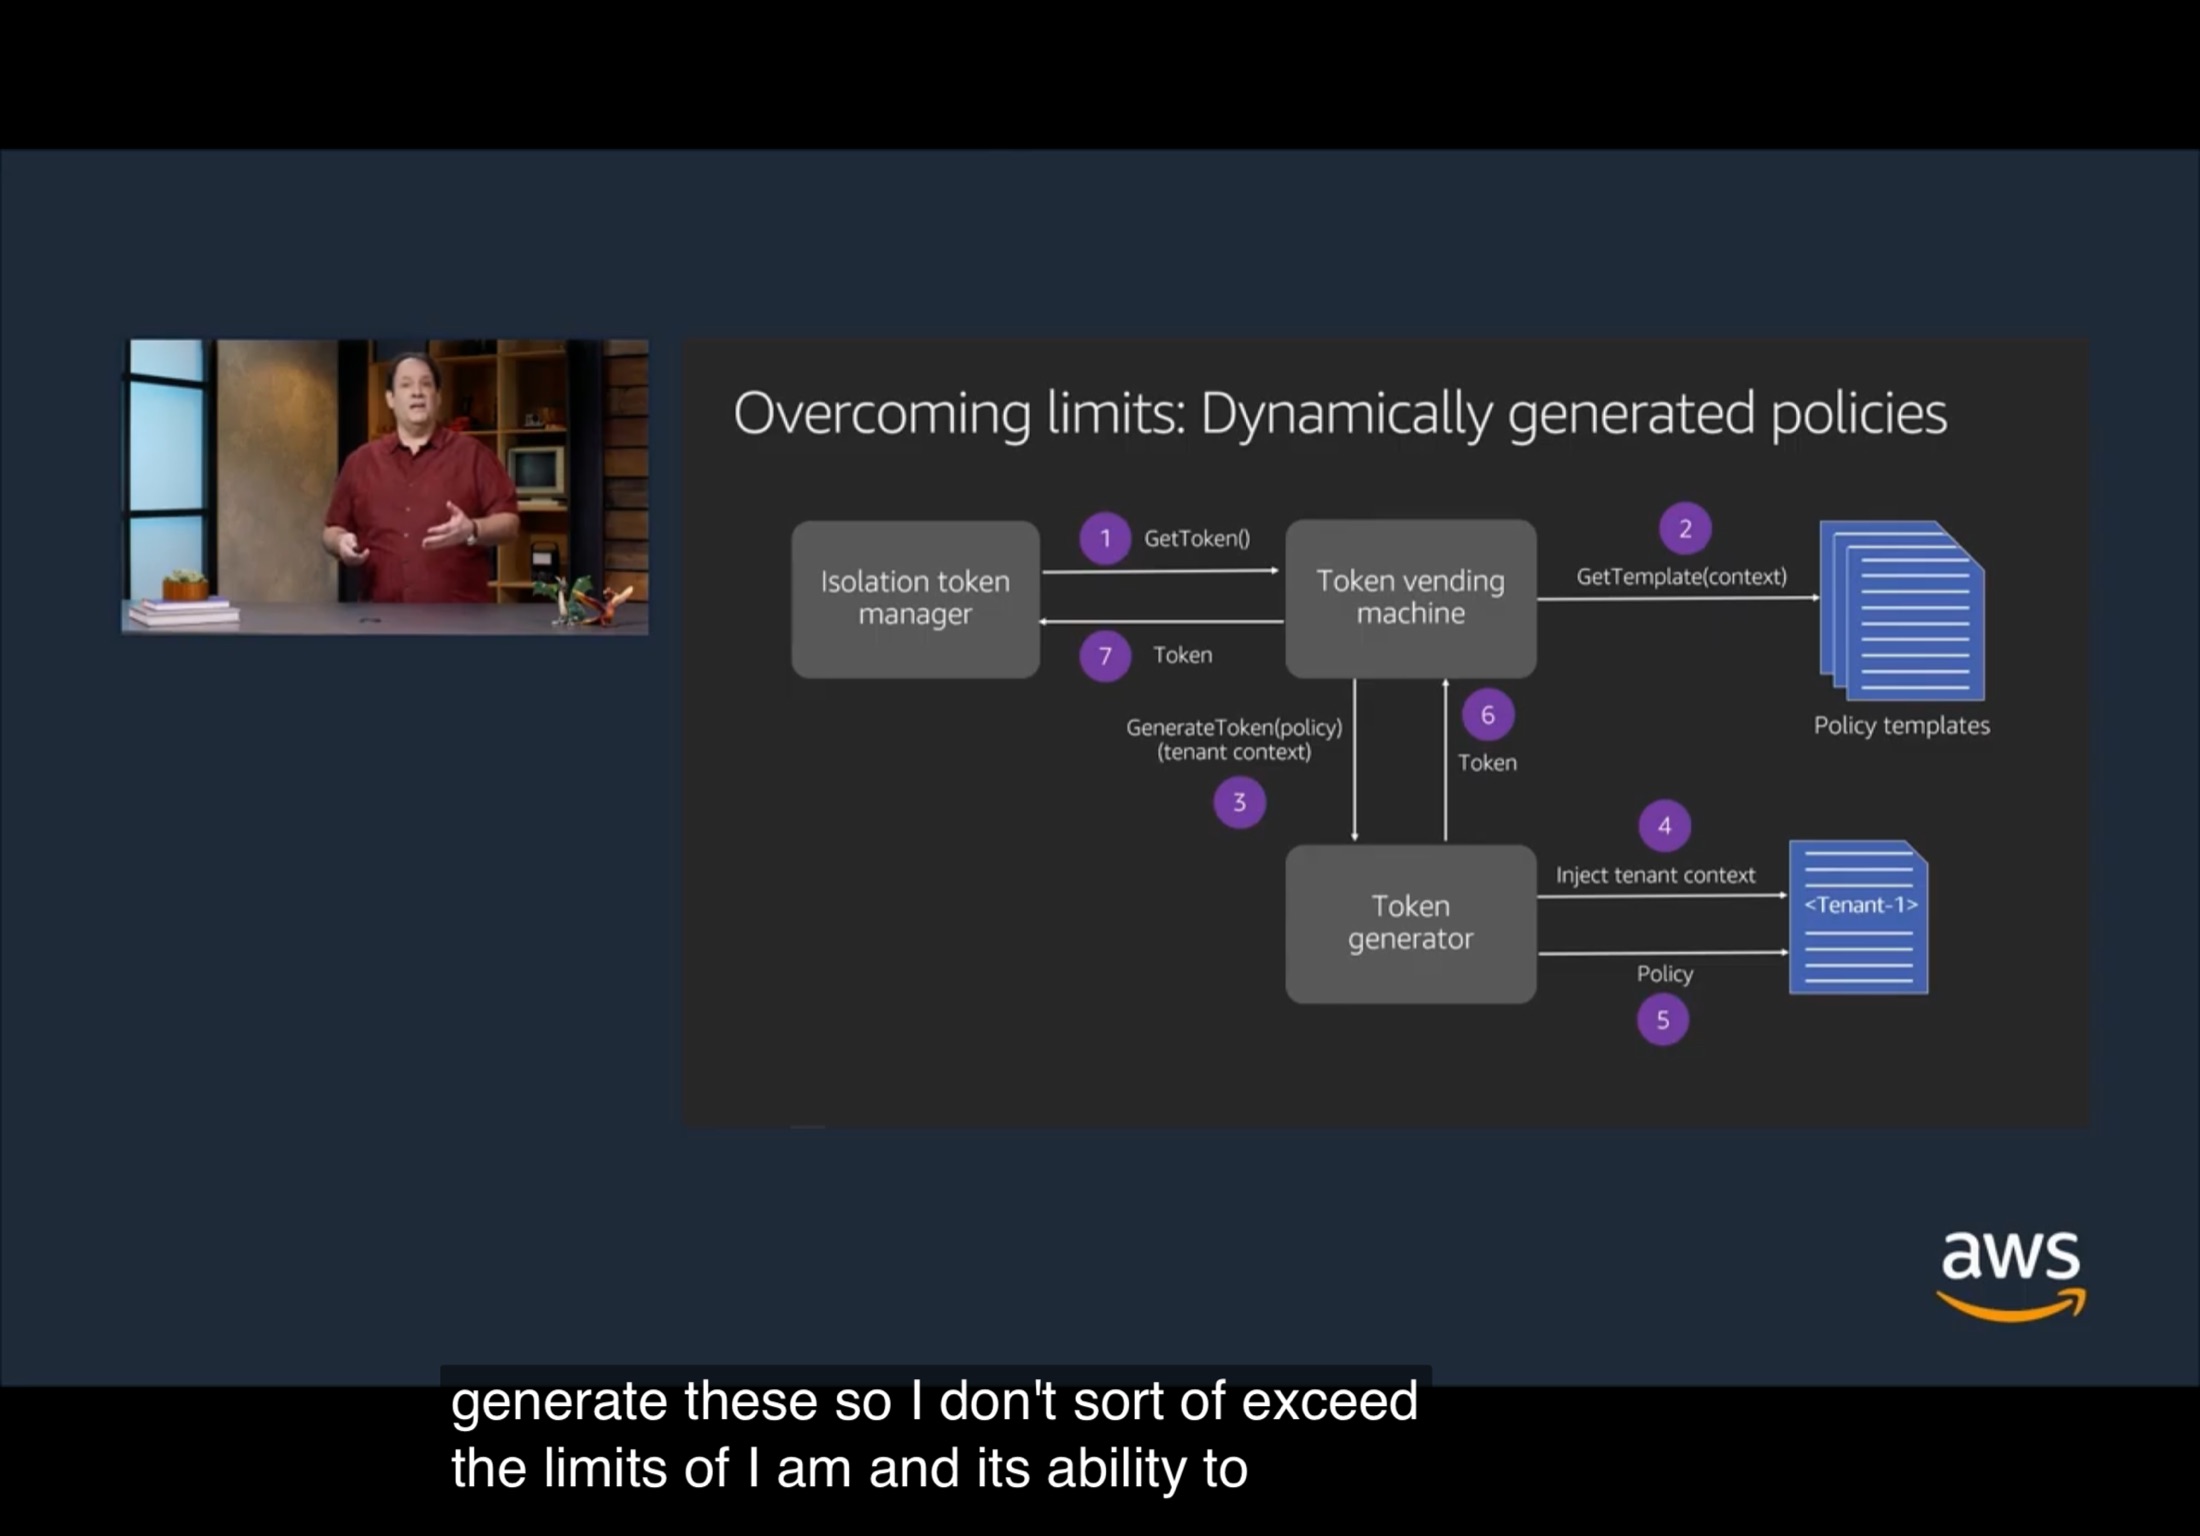 Overcoming limits: Dynamically generated policies
Isolation token
manager
1
GetToken()
7
Token
Token vending
machine
2
GetTemplate(context)
Policy templates
GenerateToken(policy)
(tenant context)
3
6
Token
Token
generator
4
Inject tenant context
<Tenant-1>
Policy
5
aws
generate these so I don't sort of exceed
the limits of I am and its ability to